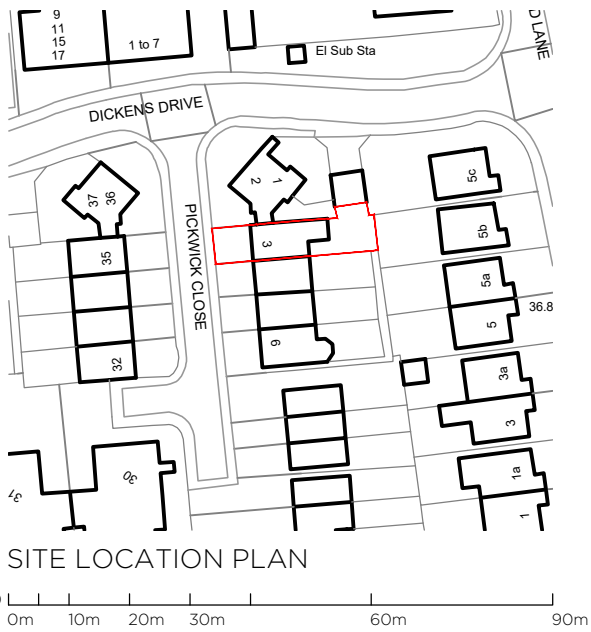 9
11
15
17
1 to 7
El Sub Sta
D LANE
DICKENS DRIVE
PICKWICK CLOSE
37
36
2
1
3
35
32
5c
5b
5a
5
36.8
3a
3
1a
1
30
31
SITE LOCATION PLAN
0m 10m 20m 30m 60m 90m